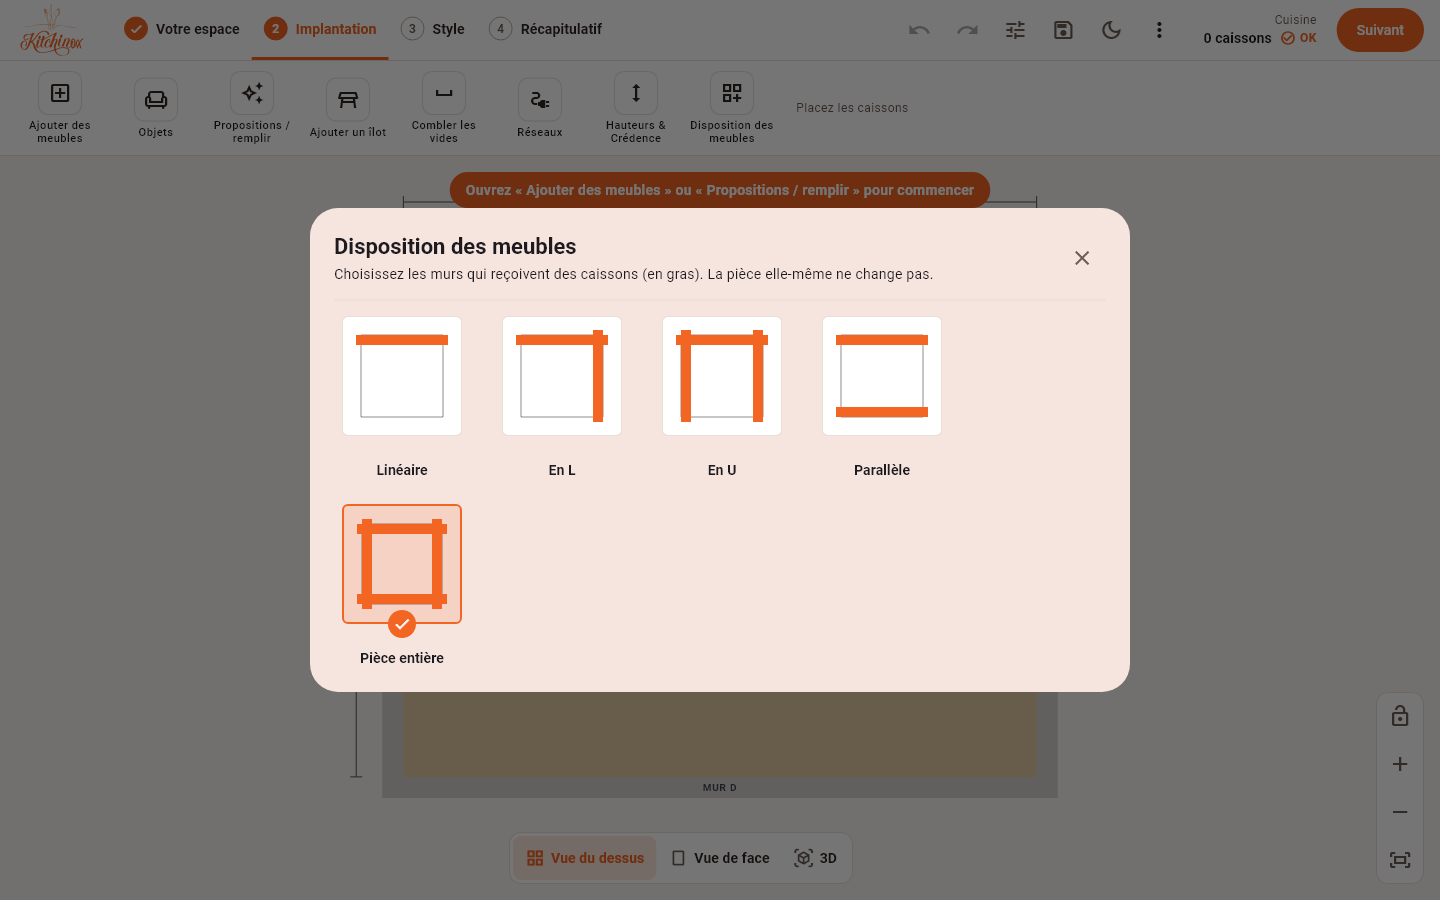 Kitchinox
Votre espace
2 Implantation
3 Style
4 Récapitulatif
Cuisine
0 caissons OK
Suivant
Ajouter des
meubles
Objets
Propositions /
remplir
Ajouter un îlot
Combler les
vides
Réseaux
Hauteurs &
Crédence
Disposition des
meubles
Placez les caissons
Ouvrez « Ajouter des meubles » ou « Propositions / remplir » pour commencer
Disposition des meubles
Choisissez les murs qui reçoivent des caissons (en gras). La pièce elle-même ne change pas.
Linéaire
En L
En U
Parallèle
Pièce entière
MUR D
Vue du dessus
Vue de face
3D